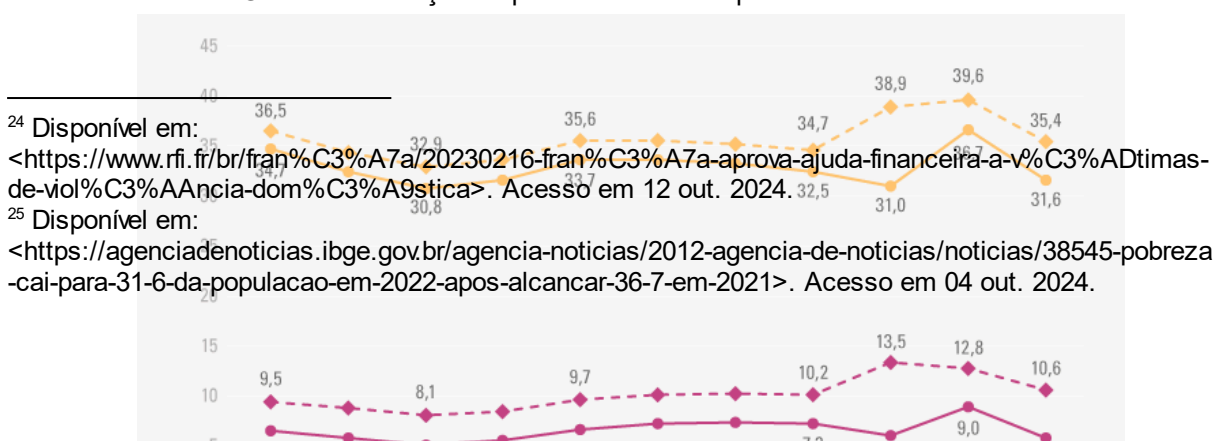 45
38,9 39,6
40
36,5 35,6 34,7 35,4
24 Disponível em:
32,9
35
<https://www.rfi.fr/br/fran%C3%A7a/20230216-fran%C3%A7a-aprova-ajuda-financeira-a-v%C3%ADtimas-
34,7 33,7 36,7
de-viol%C3%AAncia-dom%C3%A9stica>. Acesso em 12 out. 2024.
30 32,5
30,8 31,0 31,6
25 Disponível em:
<https://agenciadenoticias.ibge.gov.br/agencia-noticias/2012-agencia-de-noticias/noticias/38545-pobreza
-cai-para-31-6-da-populacao-em-2022-apos-alcancar-36-7-em-2021>. Acesso em 04 out. 2024.
20
15
13,5 12,8
9,5 8,1 9,7 10,2 10,6
10
9,0